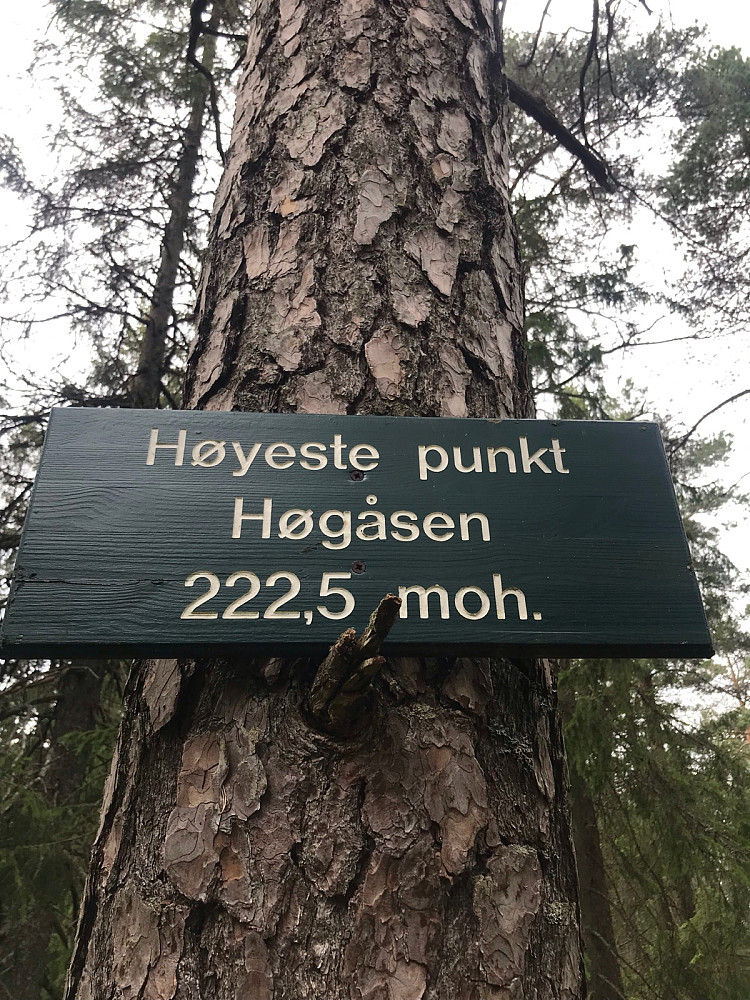 Høyeste punkt
Høgåsen
222,5 moh.